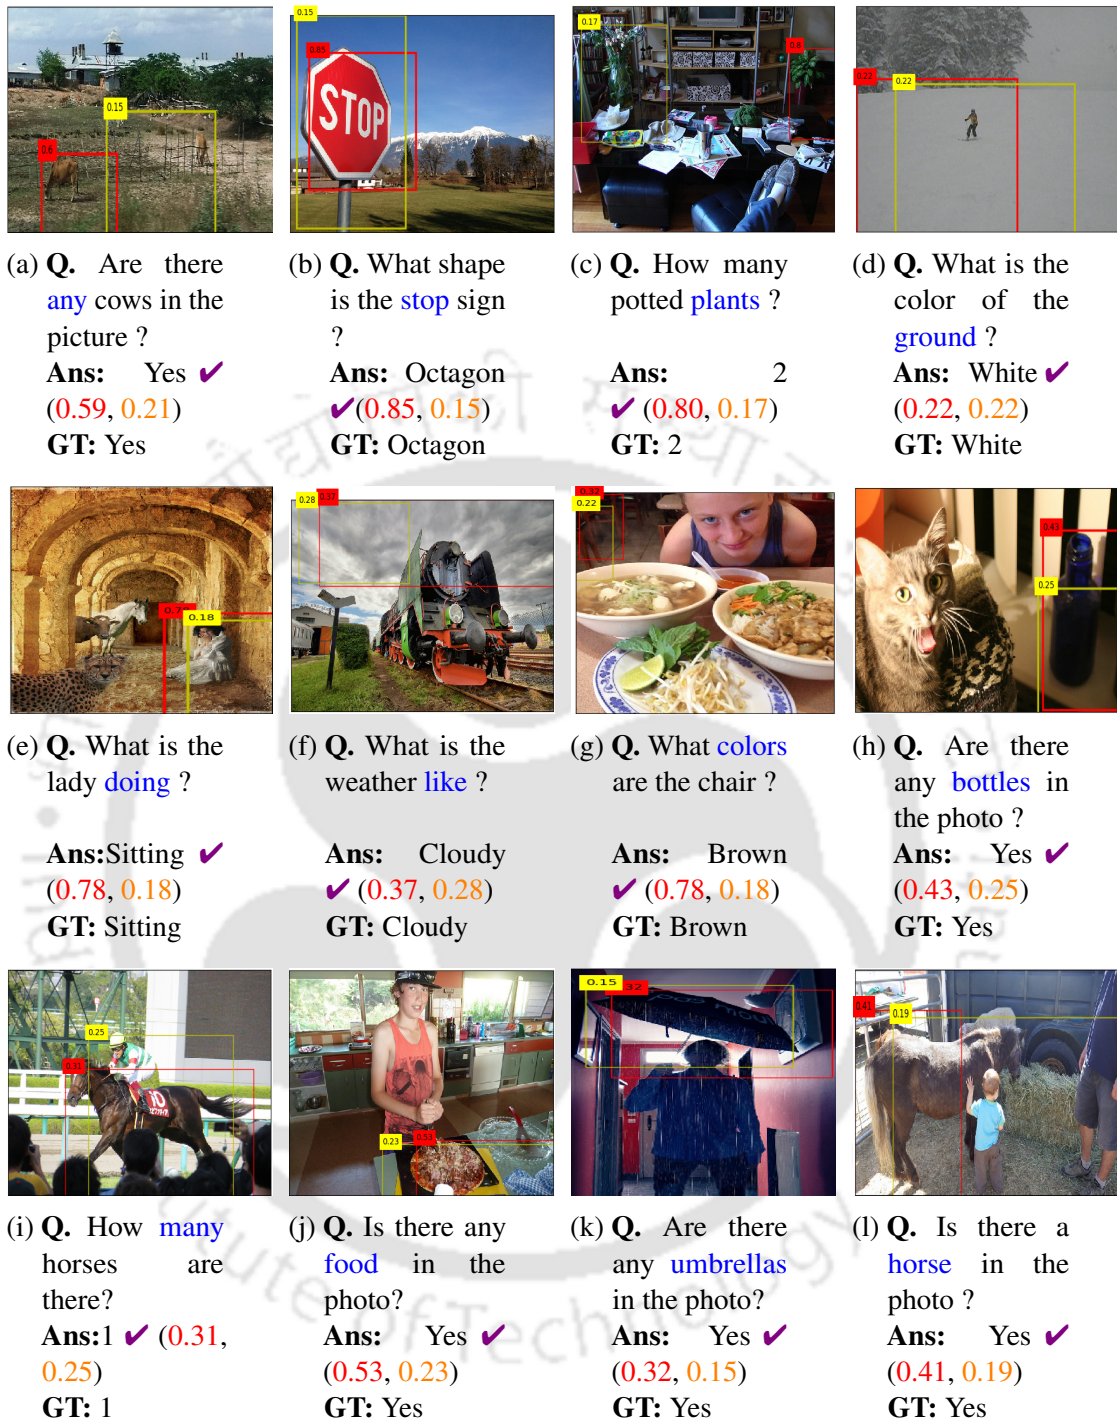 0.15
0.6
0.15
0.85
STOP
0.17
0.8
0.22
0.22
(a) Q. Are there any cows in the picture ?
Ans: Yes ✔
(0.59, 0.21)
GT: Yes
(b) Q. What shape is the stop sign ?
Ans: Octagon
✔(0.85, 0.15)
GT: Octagon
(c) Q. How many potted plants ?
Ans: 2
✔ (0.80, 0.17)
GT: 2
(d) Q. What is the color of the ground ?
Ans: White ✔
(0.22, 0.22)
GT: White
0.18
0.28
0.37
0.32
0.22
0.43
0.25
(e) Q. What is the lady doing ?
Ans:Sitting ✔
(0.78, 0.18)
GT: Sitting
(f) Q. What is the weather like ?
Ans: Cloudy
✔ (0.37, 0.28)
GT: Cloudy
(g) Q. What colors are the chair ?
Ans: Brown
✔ (0.78, 0.18)
GT: Brown
(h) Q. Are there any bottles in the photo ?
Ans: Yes ✔
(0.43, 0.25)
GT: Yes
0.25
0.31
0.23
0.53
0.15
32
0.41
0.19
(i) Q. How many horses are there?
Ans:1 ✔ (0.31, 0.25)
GT: 1
(j) Q. Is there any food in the photo?
Ans: Yes ✔
(0.53, 0.23)
GT: Yes
(k) Q. Are there any umbrellas in the photo?
Ans: Yes ✔
(0.32, 0.15)
GT: Yes
(l) Q. Is there a horse in the photo ?
Ans: Yes ✔
(0.41, 0.19)
GT: Yes
itute of Technology